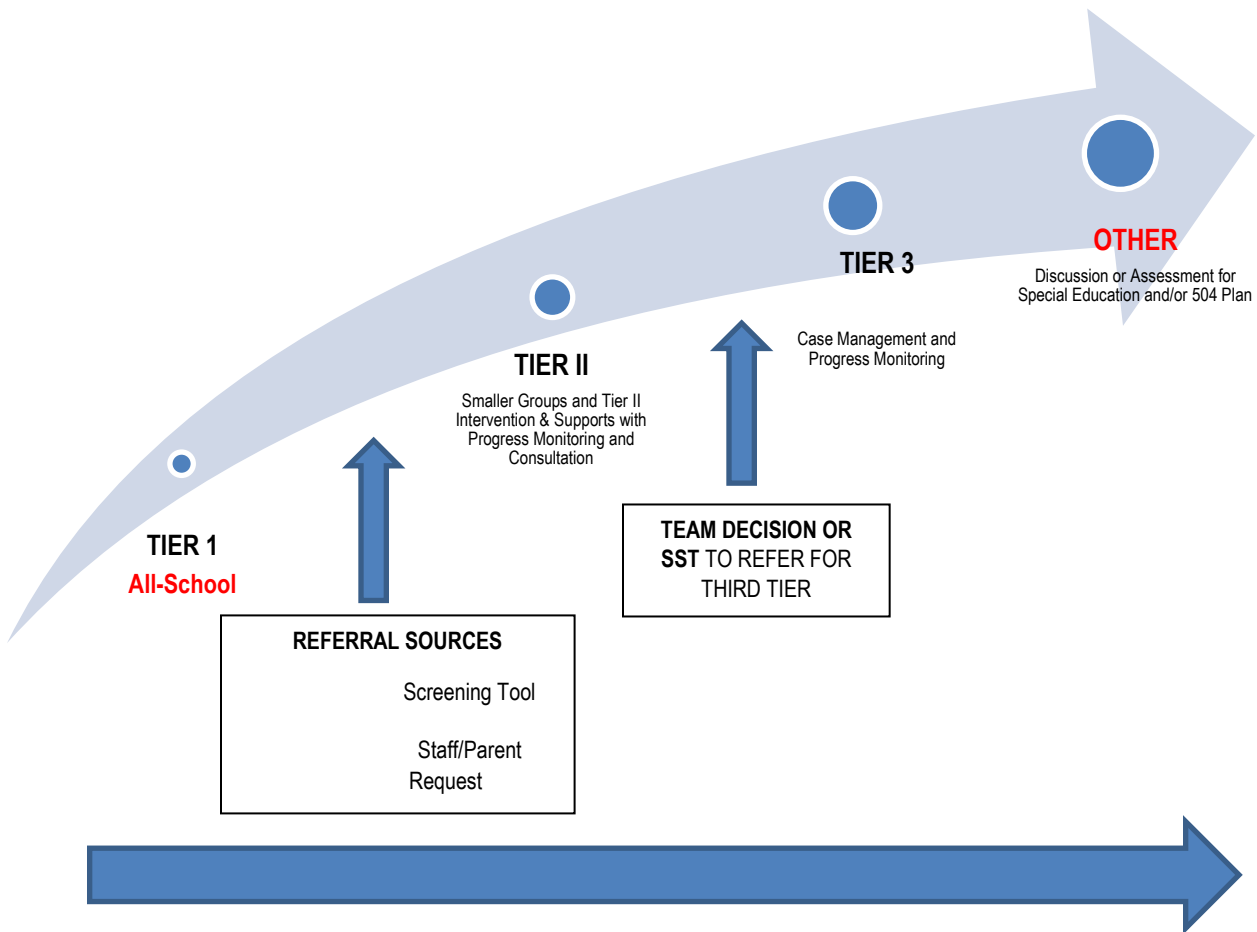 TIER 1
All-School
REFERRAL SOURCES
Screening Tool
Staff/Parent
Request
TIER II
Smaller Groups and Tier II
Intervention & Supports with
Progress Monitoring and
Consultation
TEAM DECISION OR
SST TO REFER FOR
THIRD TIER
TIER 3
Case Management and
Progress Monitoring
OTHER
Discussion or Assessment for
Special Education and/or 504 Plan